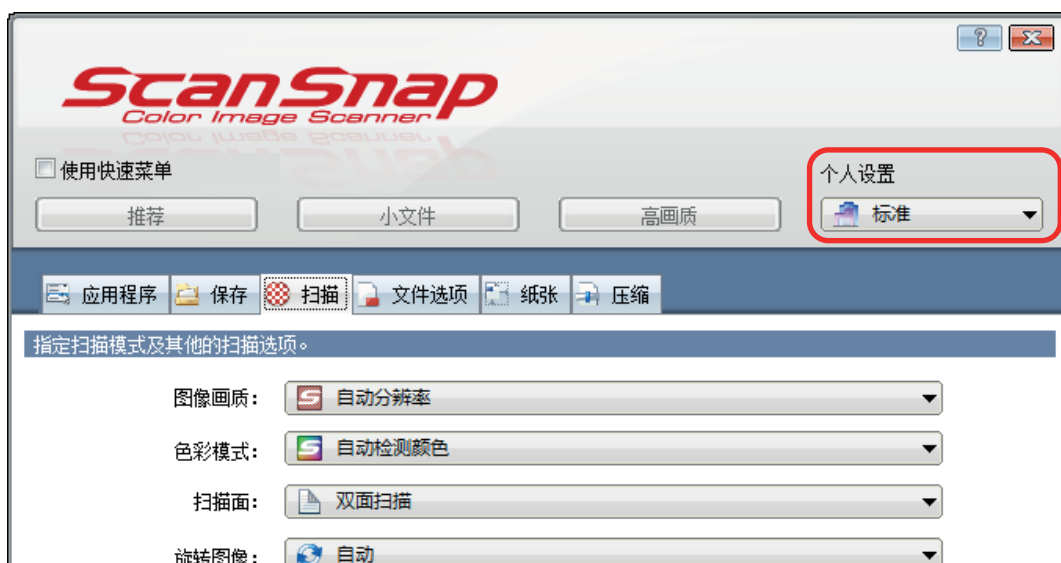 ScanSnap
Color Image Scanner
使用快速菜单
个人设置
推荐 小文件 高画质 标准
应用程序 保存 扫描 文件选项 纸张 压缩
指定扫描模式及其他的扫描选项。
图像画质: 自动分辨率
色彩模式: 自动检测颜色
扫描面: 双面扫描
旋转图像: 自动